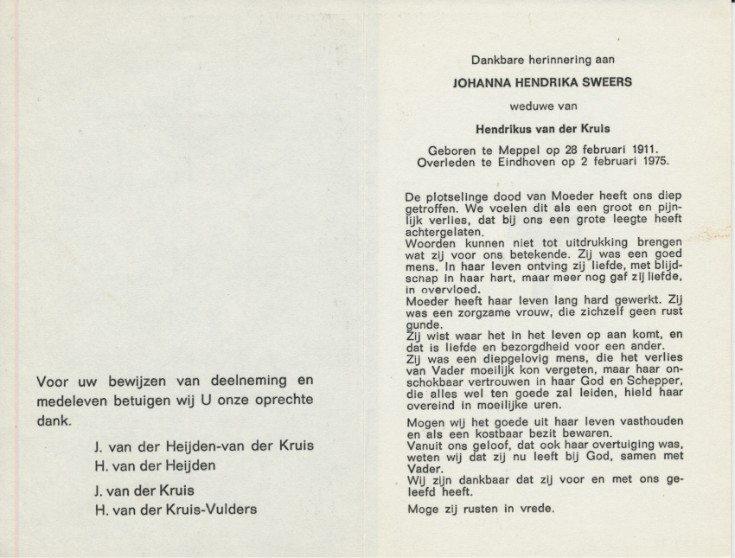 Voor uw bewijzen van deelneming en
medeleven betuigen wij U onze oprechte
dank.
J. van der Heijden-van der Kruis
H. van der Heijden
J. van der Kruis
H. van der Kruis-Vulders
Dankbare herinnering aan
JOHANNA HENDRIKA SWEERS
weduwe van
Hendrikus van der Kruis
Geboren te Meppel op 28 februari 1911.
Overleden te Eindhoven op 2 februari 1975.
De plotselinge dood van Moeder heeft ons diep
getroffen. We voelen dit als een groot en pijn-
lijk verlies, dat bij ons een grote leegte heeft
achtergelaten.
Woorden kunnen niet tot uitdrukking brengen
wat zij voor ons betekende. Zij was een goed
mens. In haar leven ontving zij liefde, met blijd-
schap in haar hart, maar meer nog gaf zij liefde,
in overvloed.
Moeder heeft haar leven lang hard gewerkt. Zij
was een zorgzame vrouw, die zichzelf geen rust
gunde.
Zij wist waar het in het leven op aan komt, en
dat is liefde en bezorgdheid voor een ander.
Zij was een diepgelovig mens, die het verlies
van Vader moeilijk kon vergeten, maar haar on-
schokbaar vertrouwen in haar God en Schepper,
die alles wel ten goede zal leiden, hield haar
overeind in moeilijke uren.
Mogen wij het goede uit haar leven vasthouden
en als een kostbaar bezit bewaren.
Vanuit ons geloof, dat ook haar overtuiging was,
weten wij dat zij nu leeft bij God, samen met
Vader.
Wij zijn dankbaar dat zij voor en met ons ge-
leefd heeft.
Moge zij rusten in vrede.